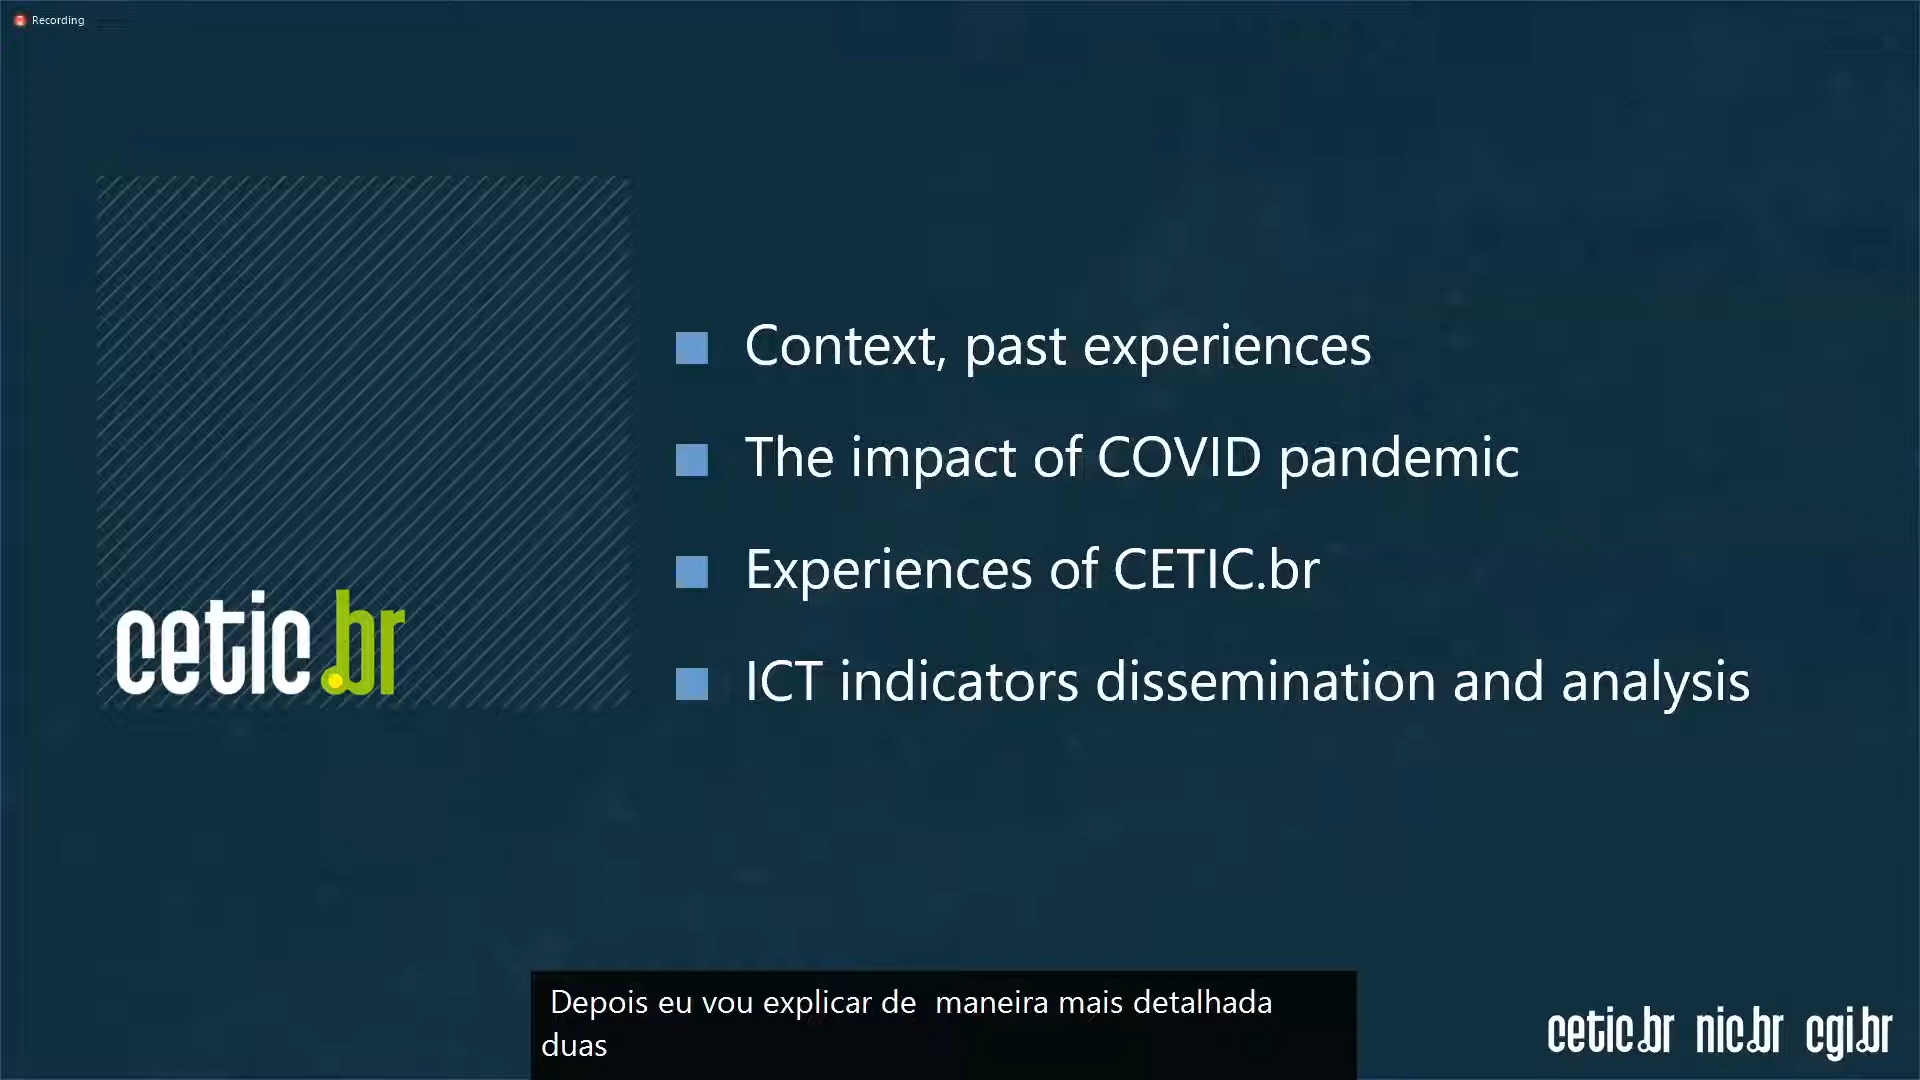 Recording
Context, past experiences
The impact of COVID pandemic
Experiences of CETIC.br
ICT indicators dissemination and analysis
cetic.br
Depois eu vou explicar de maneira mais detalhada
duas
cetic.br nic.br cgi.br